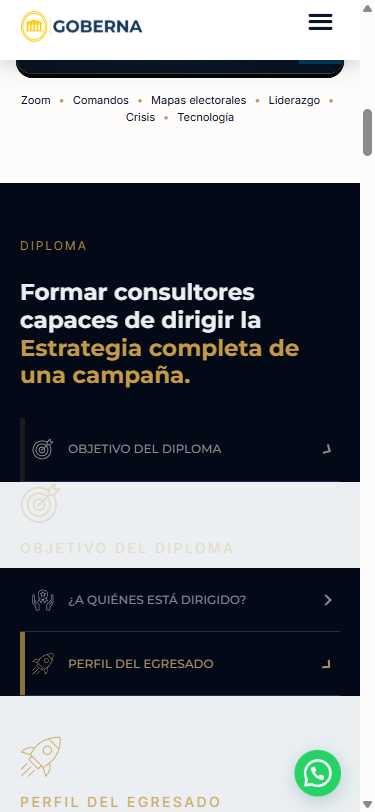 GOBERNA
Zoom • Comandos • Mapas electorales • Liderazgo •
Crisis • Tecnología
DIPLOMA
Formar consultores
capaces de dirigir la
Estrategia completa de
una campaña.
OBJETIVO DEL DIPLOMA
OBJETIVO DEL DIPLOMA
¿A QUIÉNES ESTÁ DIRIGIDO?
PERFIL DEL EGRESADO
PERFIL DEL EGRESADO